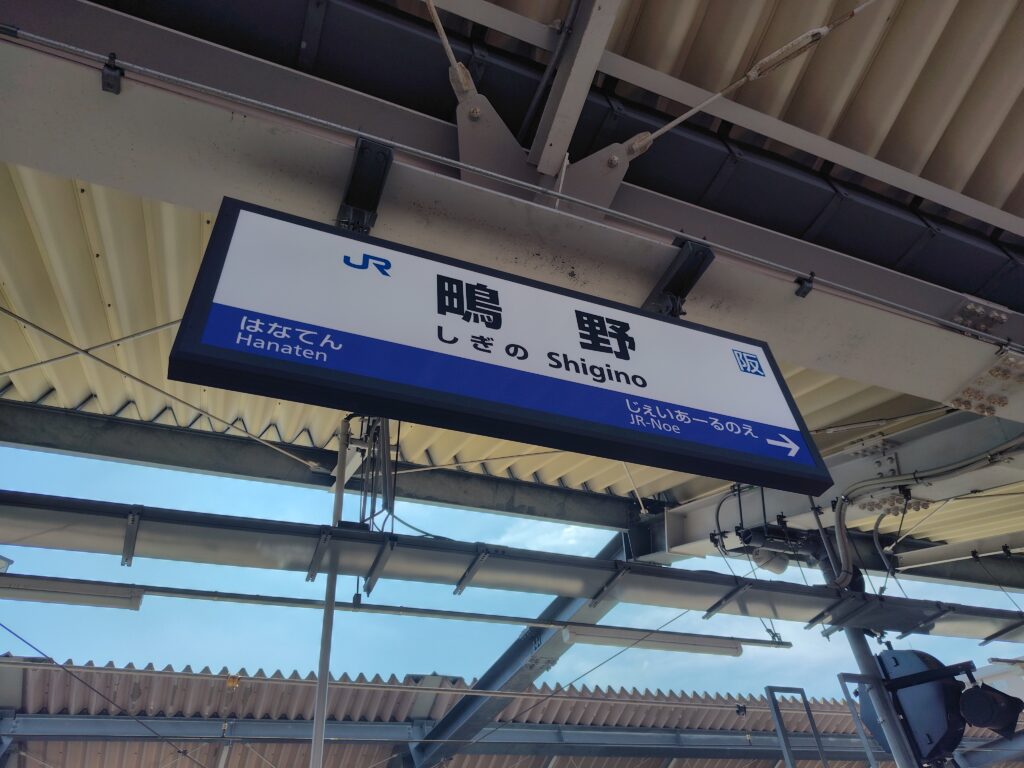 JR
鴫野
しぎの Shigino
阪
はなてん
Hanaten
じぇいあーるのえ
JR-Noe
→